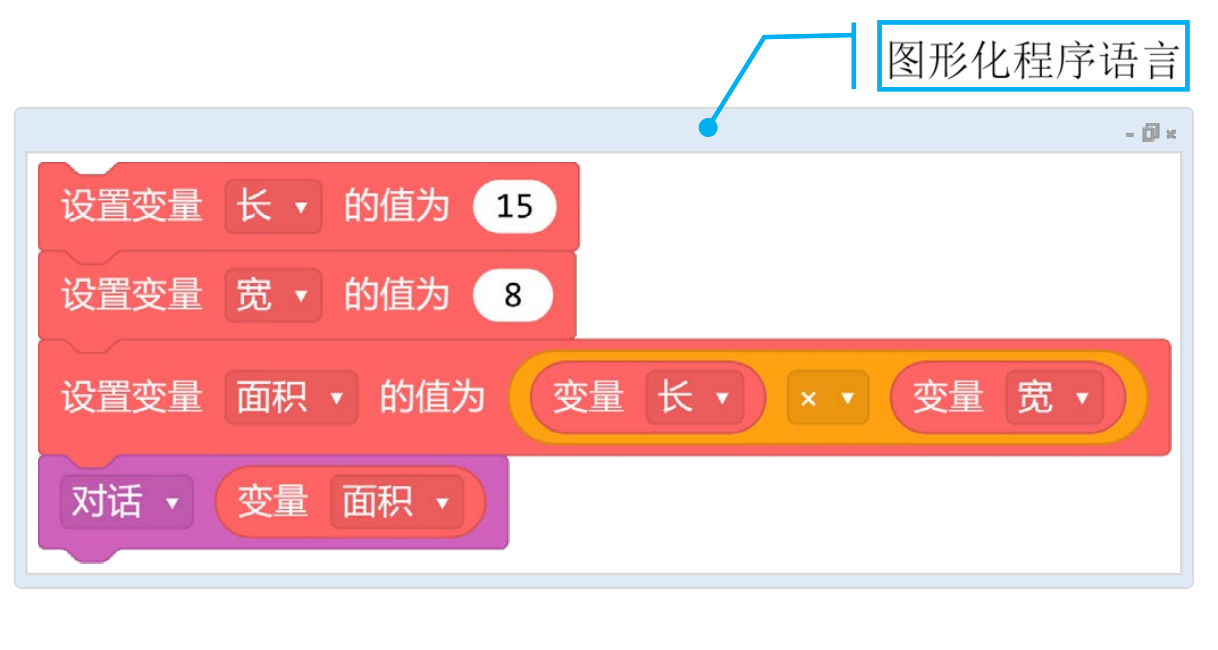 图形化程序语言
设置变量 长 的值为 15
设置变量 宽 的值为 8
设置变量 面积 的值为 变量 长 × 变量 宽
对话 变量 面积